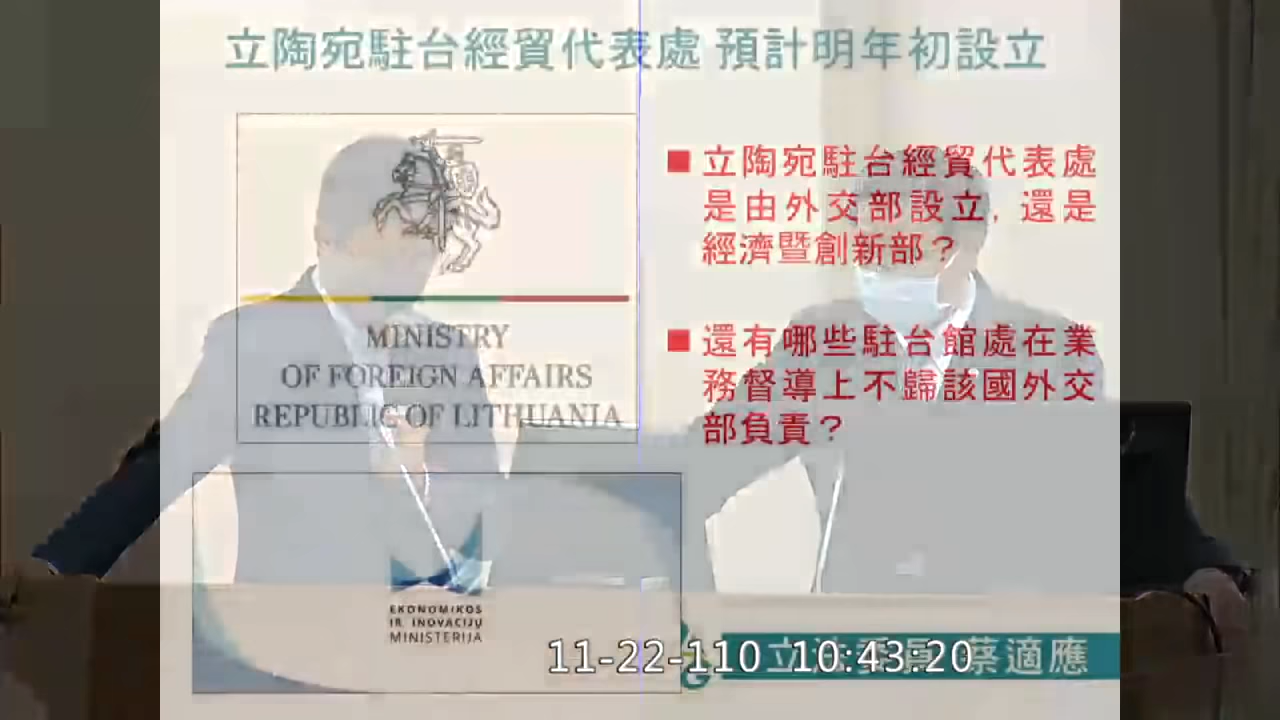 立陶宛駐台經貿代表處 預計明年初設立
MINISTRY
OF FOREIGN AFFAIRS
REPUBLIC OF LITHUANIA
■立陶宛駐台經貿代表處
是由外交部設立, 還是
經濟暨創新部?
■還有哪些駐台館處在業
務督導上不歸該國外交
部負責?
EKONOMIKOS
IR INOVACIJŲ
MINISTERIJA
立法委員 蔡適應
11-22-110 10:43:20